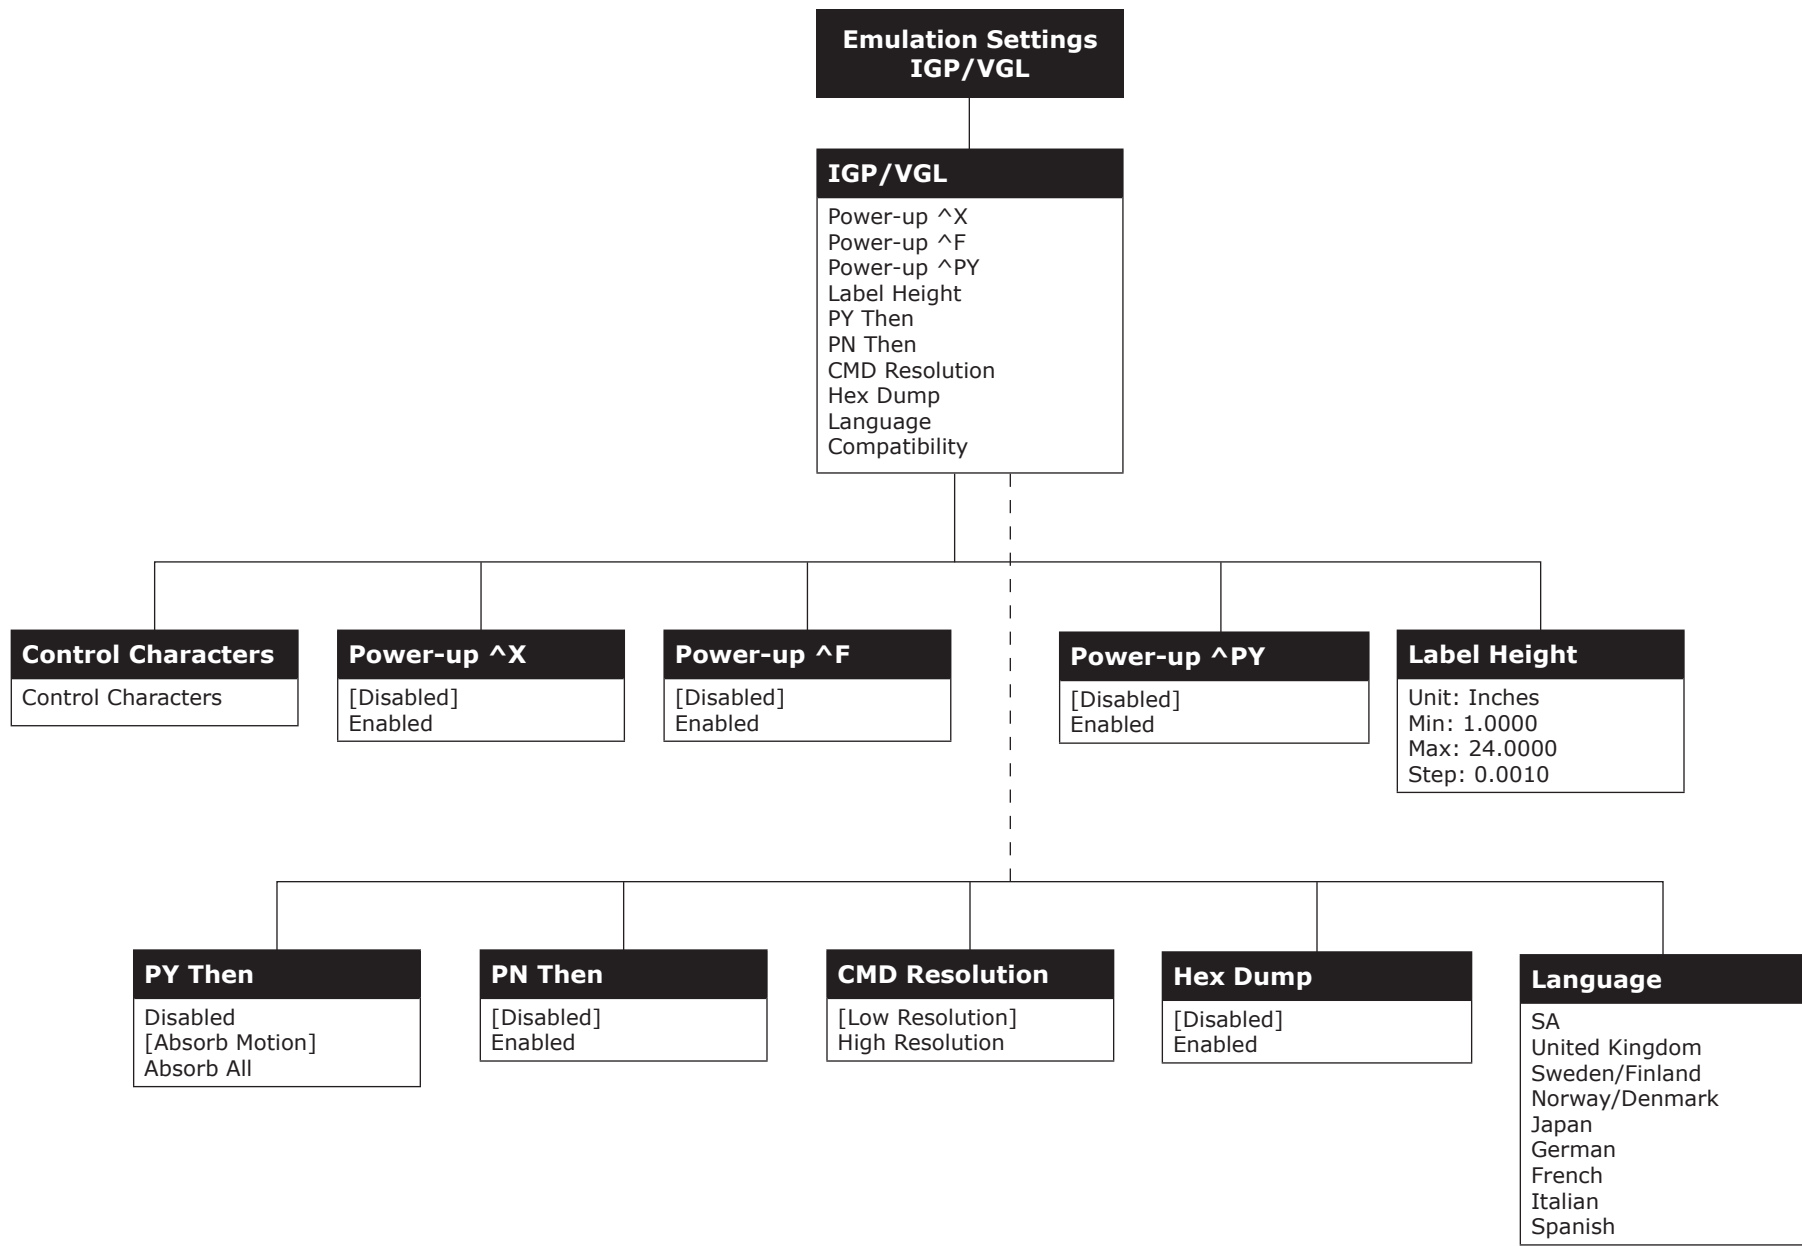 Emulation Settings
IGP/VGL
IGP/VGL
Power-up ^X
Power-up ^F
Power-up ^PY
Label Height
PY Then
PN Then
CMD Resolution
Hex Dump
Language
Compatibility
Control Characters
Control Characters
Power-up ^X
[Disabled]
Enabled
Power-up ^F
[Disabled]
Enabled
Power-up ^PY
[Disabled]
Enabled
Label Height
Unit: Inches
Min: 1.0000
Max: 24.0000
Step: 0.0010
PY Then
Disabled
[Absorb Motion]
Absorb All
PN Then
[Disabled]
Enabled
CMD Resolution
[Low Resolution]
High Resolution
Hex Dump
[Disabled]
Enabled
Language
SA
United Kingdom
Sweden/Finland
Norway/Denmark
Japan
German
French
Italian
Spanish